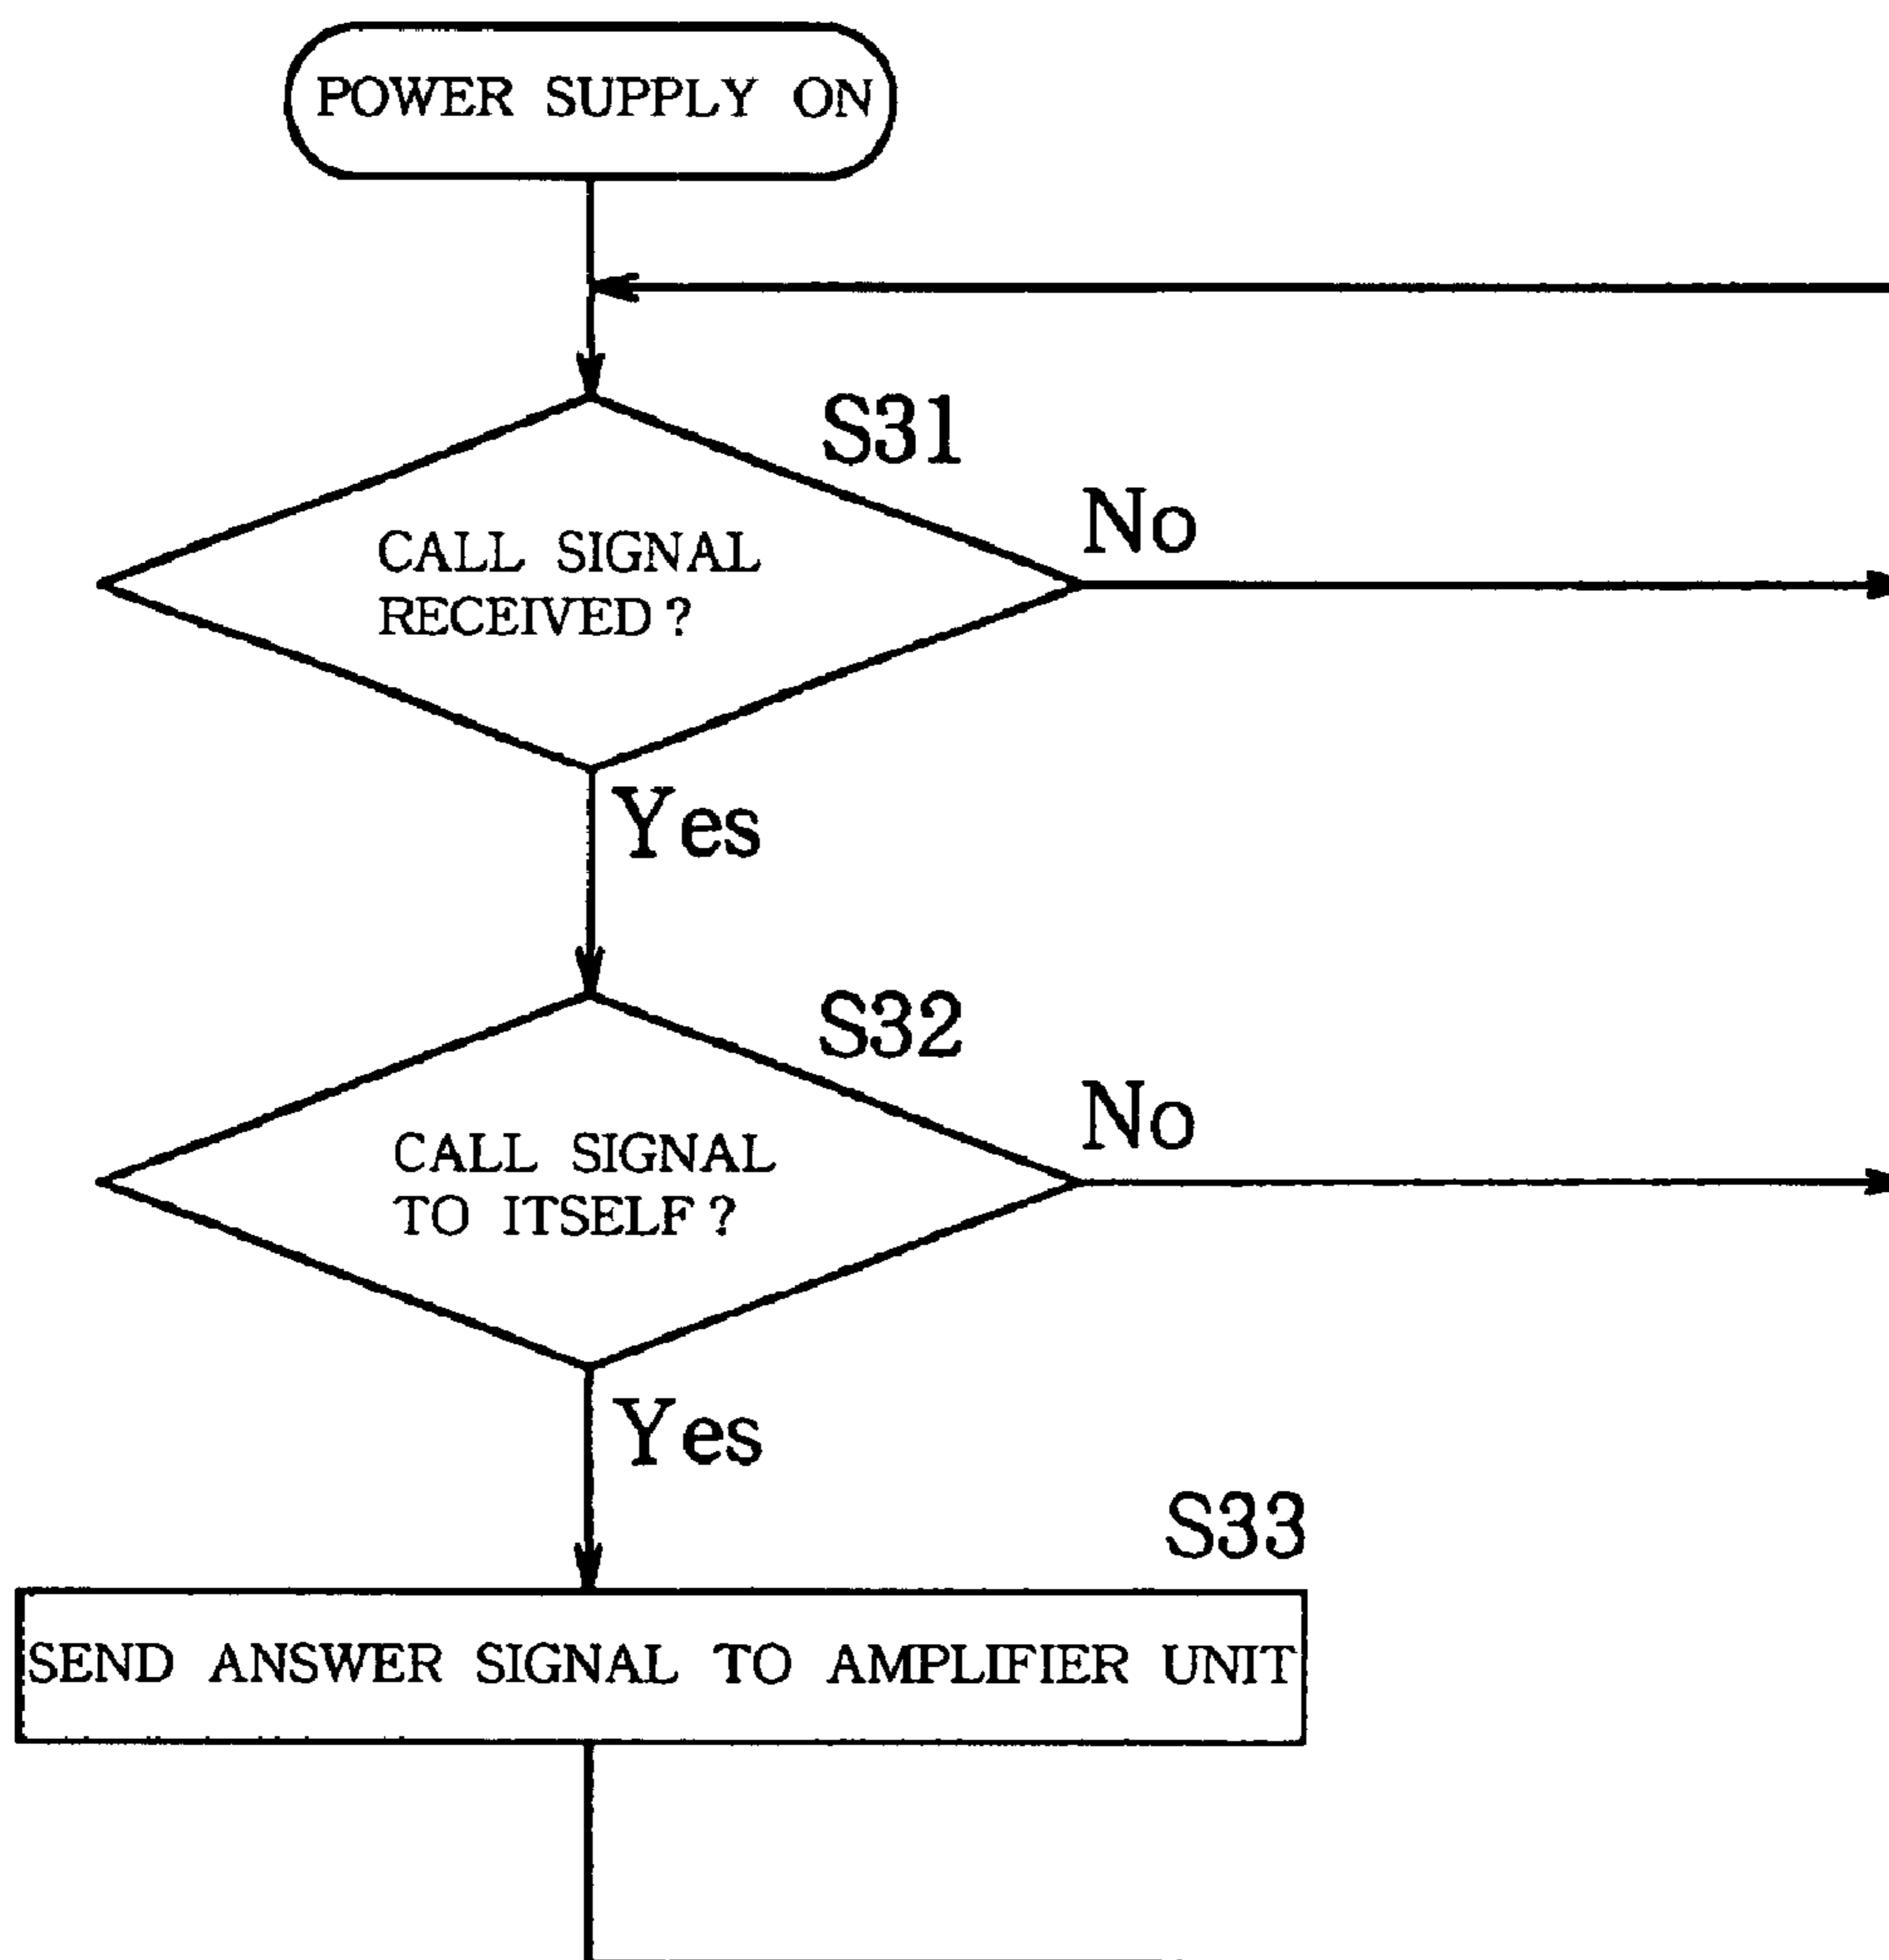 POWER SUPPLY ON
S31
No
CALL SIGNAL
RECEIVED?
Yes
S32
No
CALL SIGNAL
TO ITSELF?
Yes
S33
SEND ANSWER SIGNAL TO AMPLIFIER UNIT